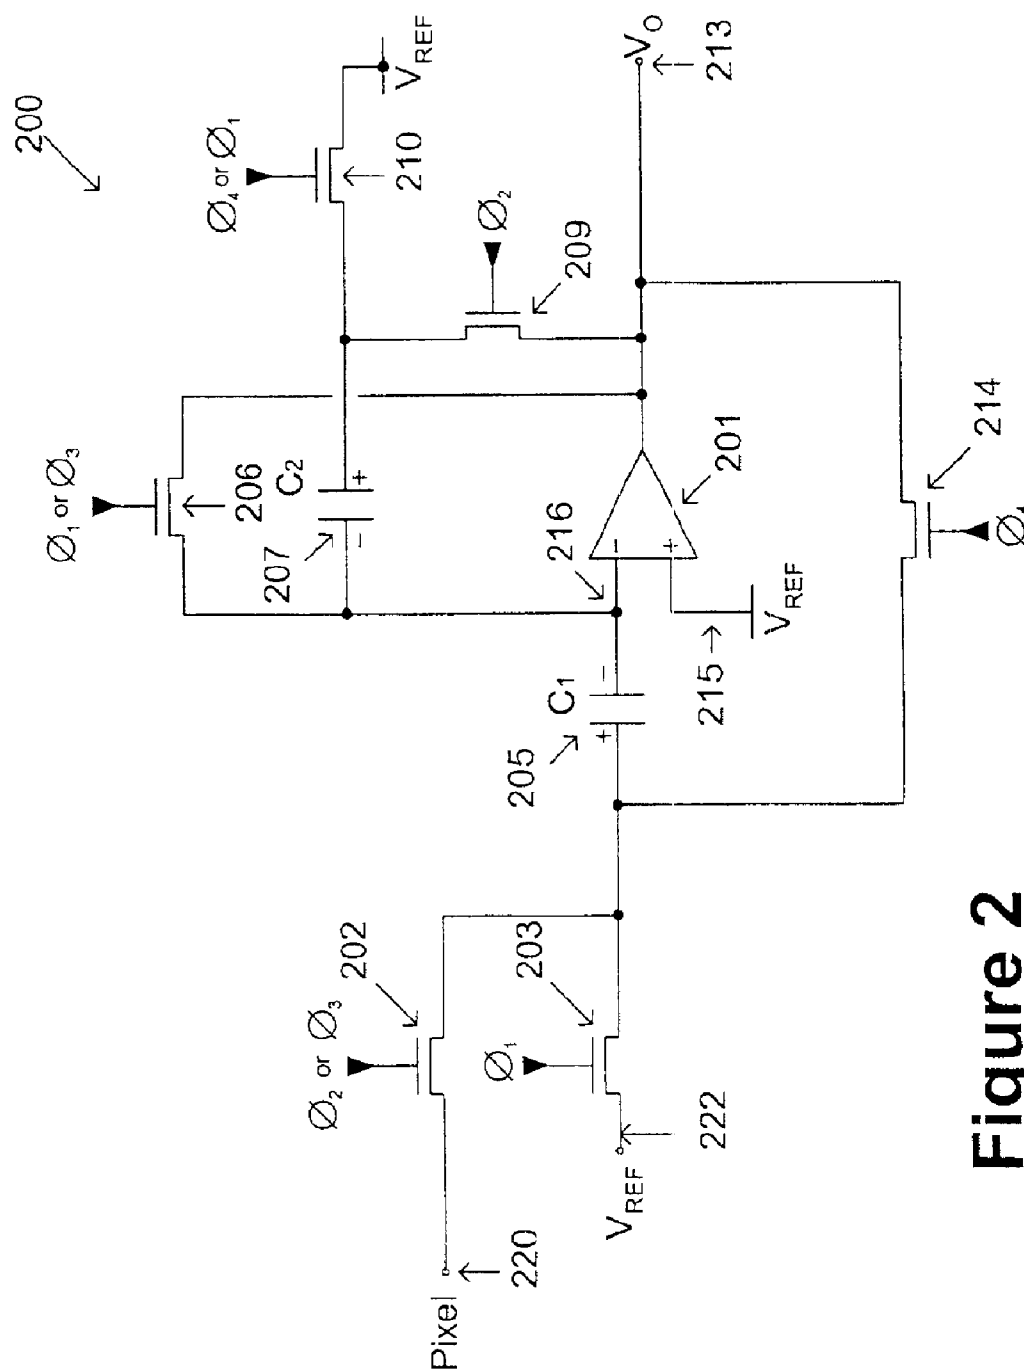 200
Ø₄ or Ø₁
V_REF
210
Ø₁ or Ø₃
206
C₂
+
–
207
Ø₂
209
V_O
213
216
–
+
201
C₁
–
+
205
215
V_REF
214
Ø₄
Ø₂ or Ø₃
202
Ø₁
203
Pixel
220
V_REF
222
Figure 2